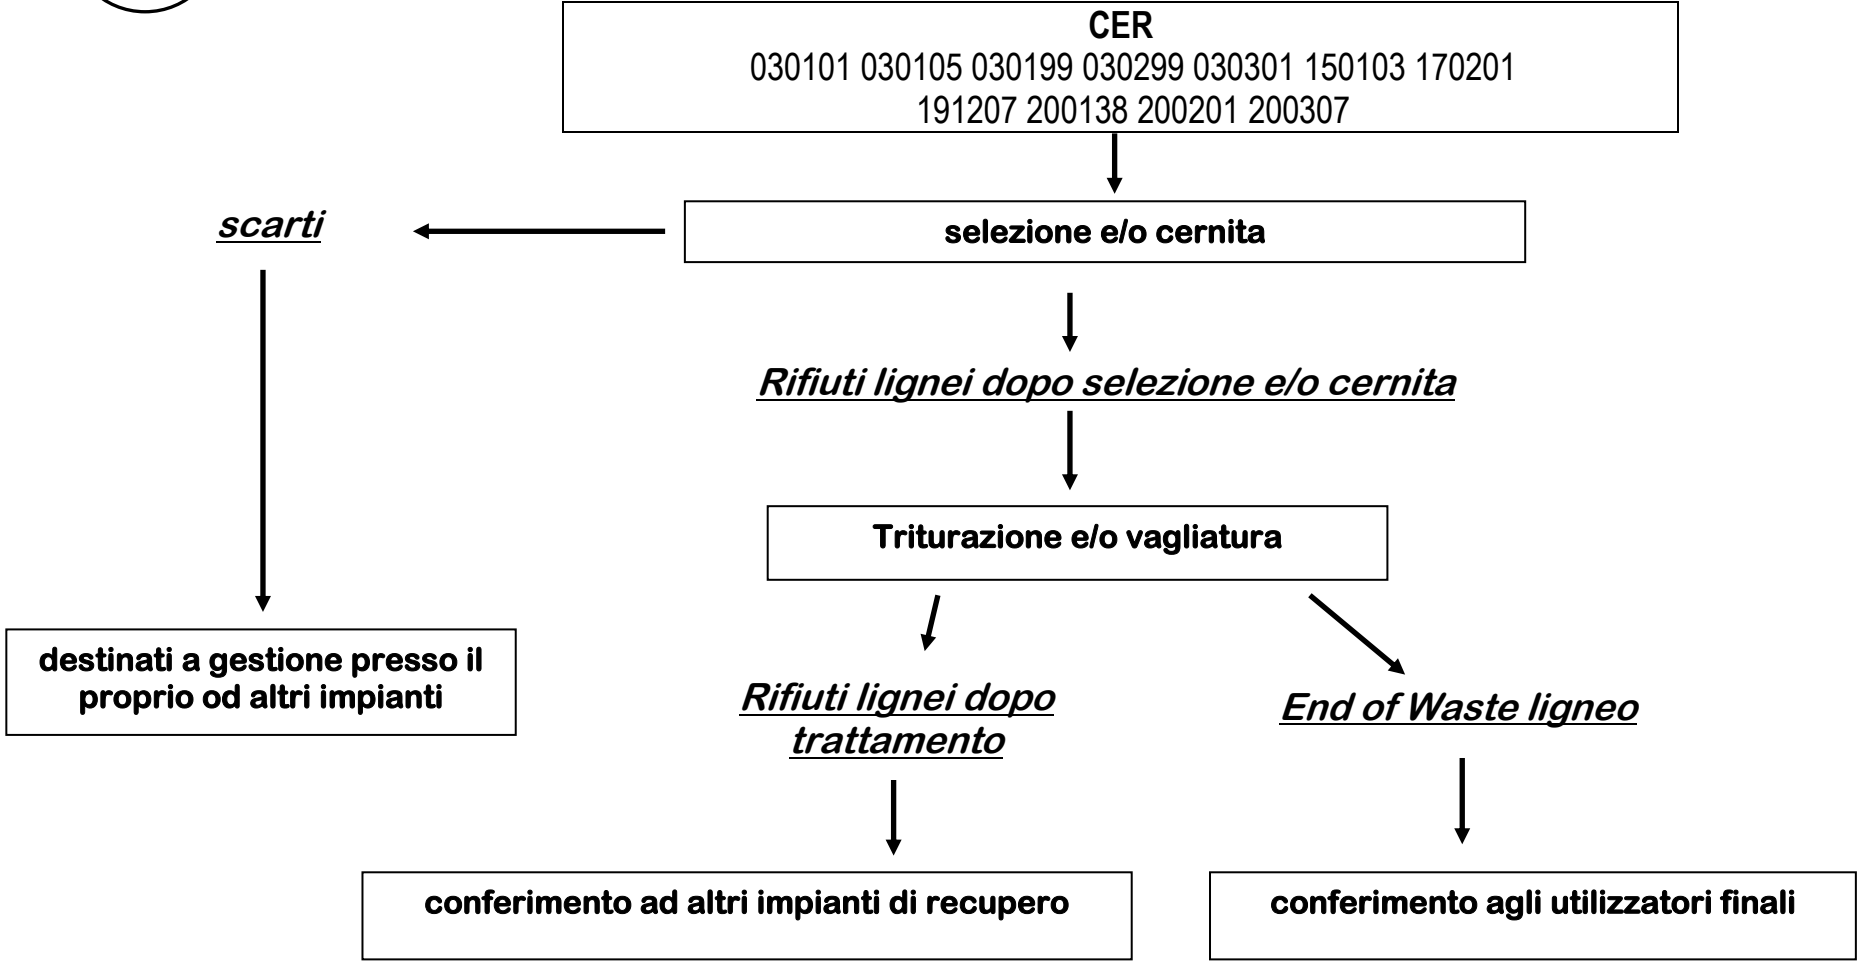 CER
030101 030105 030199 030299 030301 150103 170201
191207 200138 200201 200307
scarti
selezione e/o cernita
Rifiuti lignei dopo selezione e/o cernita
Triturazione e/o vagliatura
destinati a gestione presso il
proprio od altri impianti
Rifiuti lignei dopo
trattamento
End of Waste ligneo
conferimento ad altri impianti di recupero
conferimento agli utilizzatori finali